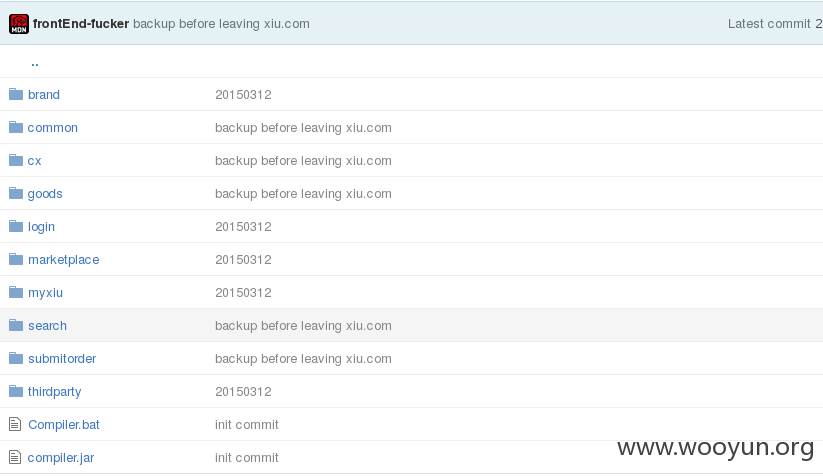 MDN frontEnd-fucker backup before leaving xiu.com Latest commit 2
..
brand 20150312
common backup before leaving xiu.com
cx backup before leaving xiu.com
goods backup before leaving xiu.com
login 20150312
marketplace 20150312
myxiu 20150312
search backup before leaving xiu.com
submitorder backup before leaving xiu.com
thirdparty 20150312
Compiler.bat init commit
compiler.jar init commit
www.wooyun.org